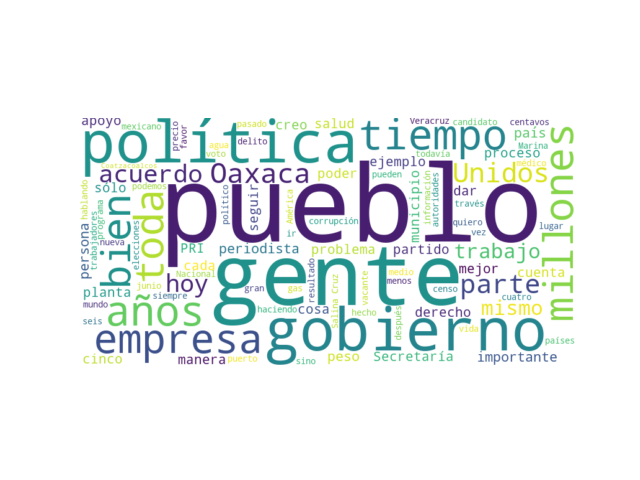 apoyo
mexicano
precio
favor
pasado
creo
salud
Veracruz
candidato
centavos
política
tiempo
país
Marina
agua
voto
delito
todavía
proceso
médico
acuerdo
Oaxaca
poder
ejemplo
pueden
Unidos
millones
sólo
podemos
político
seguir
América
pueblo
municipio
información
autoridades
dar
través
hablando
persona
trabajadores
programa
bien
toda
elecciones
corrupción
ir
quiero
vez
lugar
nueva
PRI
periodista
problema
partido
trabajo
cada
Nacional
gente
resultado
medio
menos
mejor
cuenta
planta
junio
hoy
gran
gas
vacante
censo
parte
cuatro
mundo
siempre
años
haciendo
cosa
Salina Cruz
hecho
después
derecho
mismo
vida
seis
empresa
gobierno
países
cinco
manera
puerto
sino
peso
Secretaría
importante